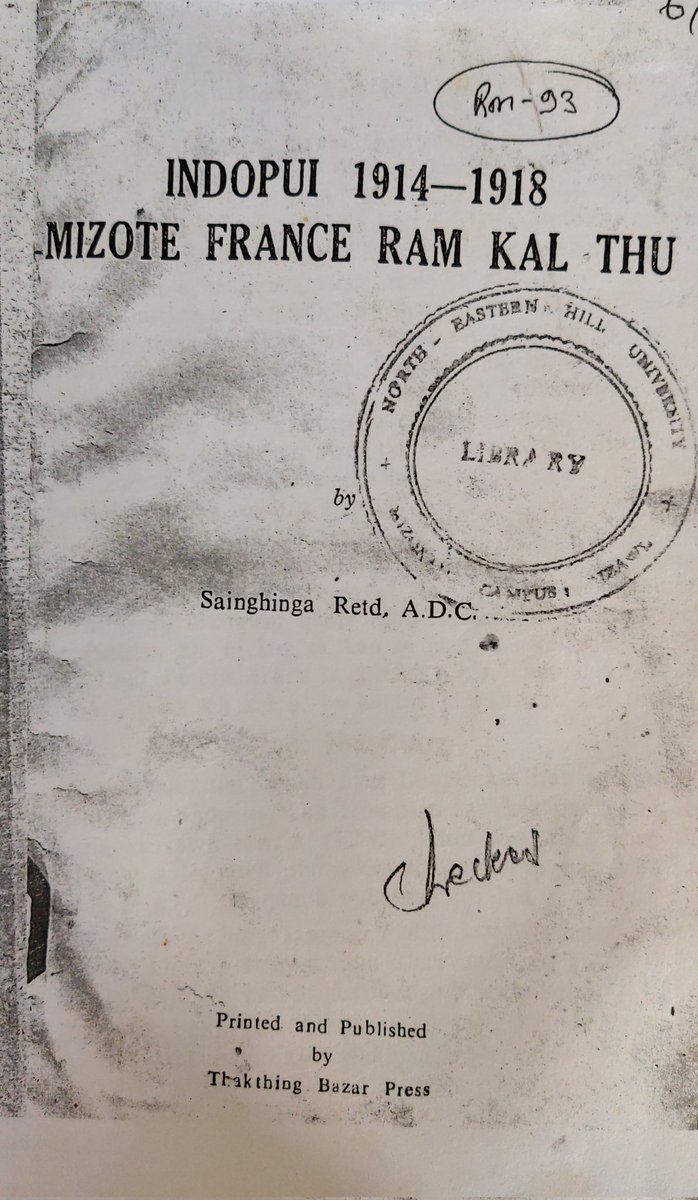 Rm-93
INDOPUI 1914—1918
MIZOTE FRANCE RAM KAL THU
NORTH - EASTERN HILL UNIVERSITY
LIBRARY
CAMPUS
by
Sainghinga Retd, A.D.C.
Checked
Printed and Published
by
Thakthing Bazar Press